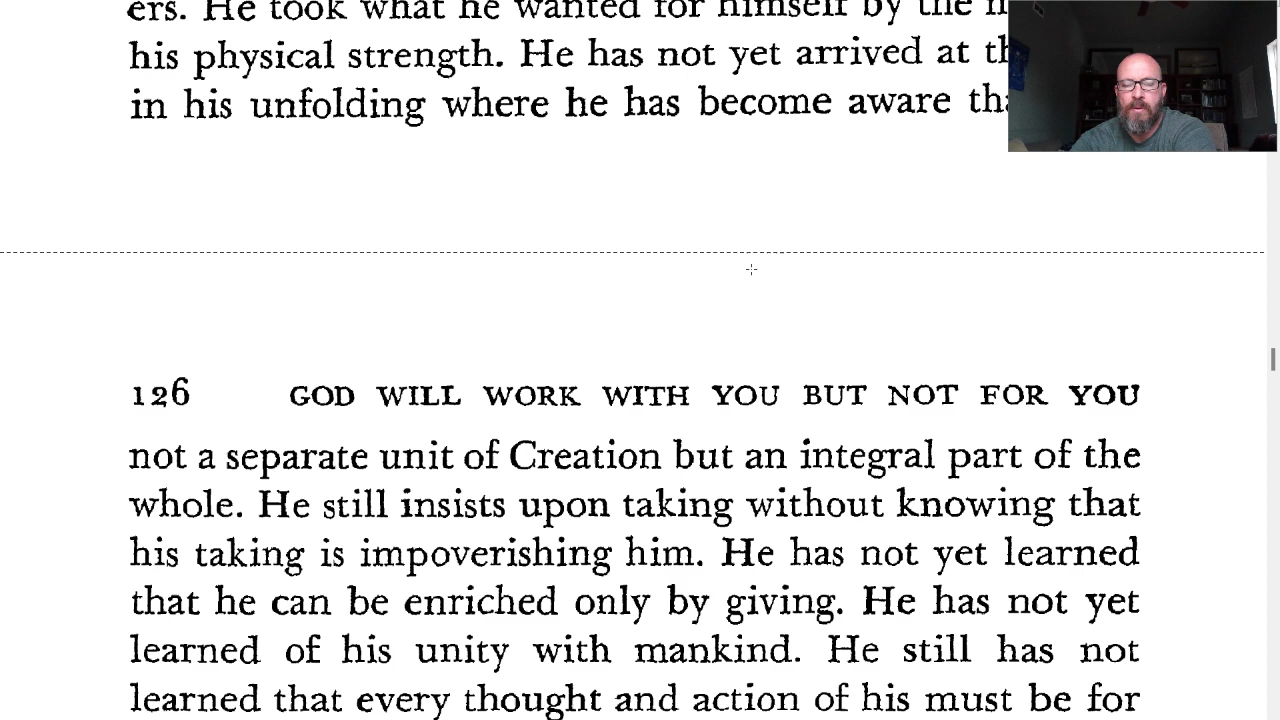 ers. He took what he wanted for himself by the
his physical strength. He has not yet arrived at
in his unfolding where he has become aware
126 GOD WILL WORK WITH YOU BUT NOT FOR YOU
not a separate unit of Creation but an integral part of the
whole. He still insists upon taking without knowing that
his taking is impoverishing him. He has not yet learned
that he can be enriched only by giving. He has not yet
learned of his unity with mankind. He still has not
learned that every thought and action of his must be for